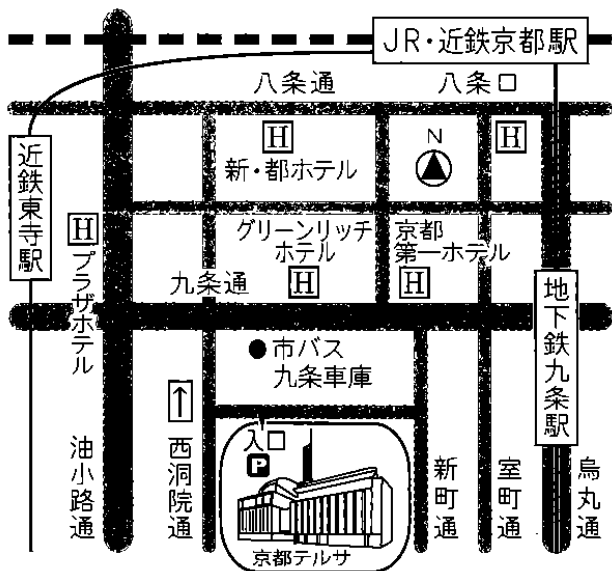 JR・近鉄京都駅
八条通
八条口
H
新・都ホテル
N
H
近鉄東寺駅
H
プラザホテル
グリーンリッチ
ホテル
H
京都
第一ホテル
H
九条通
地下鉄九条駅
市バス
九条車庫
↑
入口
P
油小路通
西洞院通
新町通
室町通
烏丸通
京都テルサ